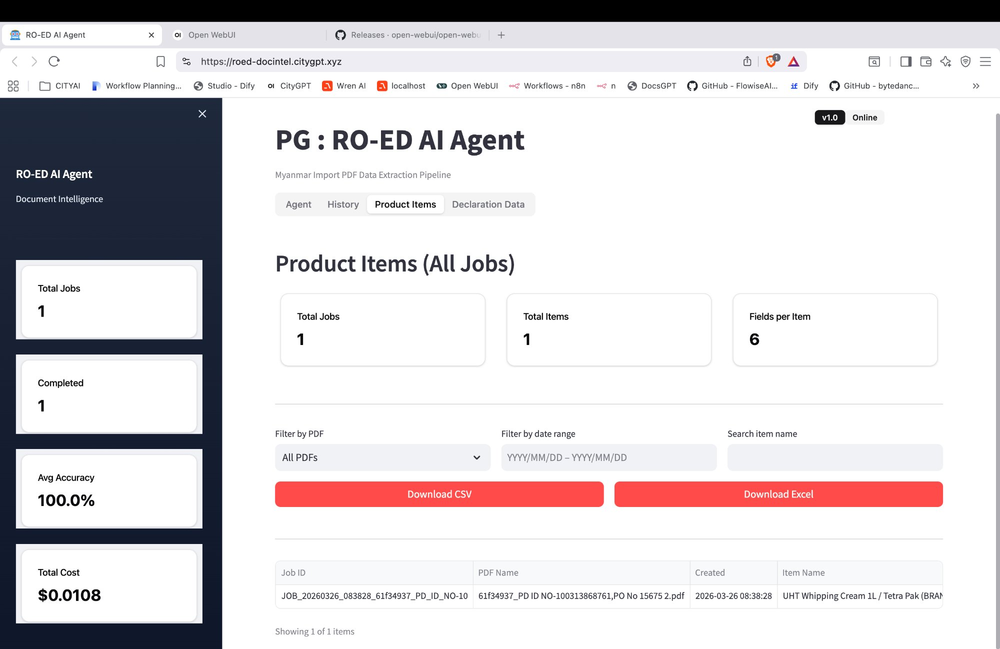 RO-ED AI Agent
OI Open WebUI
Releases · open-webui/open-webu
https://roed-docintel.citygpt.xyz
1
CITYAI
Workflow Planning...
Studio - Dify
OI CityGPT
Wren AI
localhost
Open WebUI
Workflows - n8n
n
DocsGPT
GitHub - FlowiseAI...
if Dify
GitHub - bytedanc...
RO-ED AI Agent
Document Intelligence
Total Jobs
1
Completed
1
Avg Accuracy
100.0%
Total Cost
$0.0108
v1.0 Online
PG : RO-ED AI Agent
Myanmar Import PDF Data Extraction Pipeline
Agent History Product Items Declaration Data
Product Items (All Jobs)
Total Jobs
1
Total Items
1
Fields per Item
6
Filter by PDF
All PDFs
Filter by date range
YYYY/MM/DD – YYYY/MM/DD
Search item name
Download CSV
Download Excel
Job ID PDF Name Created Item Name
JOB_20260326_083828_61f34937_PD_ID_NO-10 61f34937_PD ID NO-100313868761,PO No 15675 2.pdf 2026-03-26 08:38:28 UHT Whipping Cream 1L / Tetra Pak (BRAN
Showing 1 of 1 items